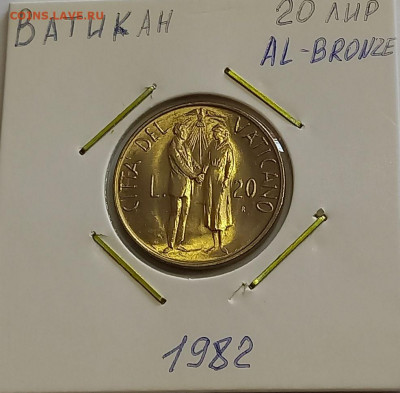 COINS.LAVE.RU
ВАТИКАН
20 ЛИР
AL-BRONZE
CITTA' DEL VATICANO
L. 20
R
1982